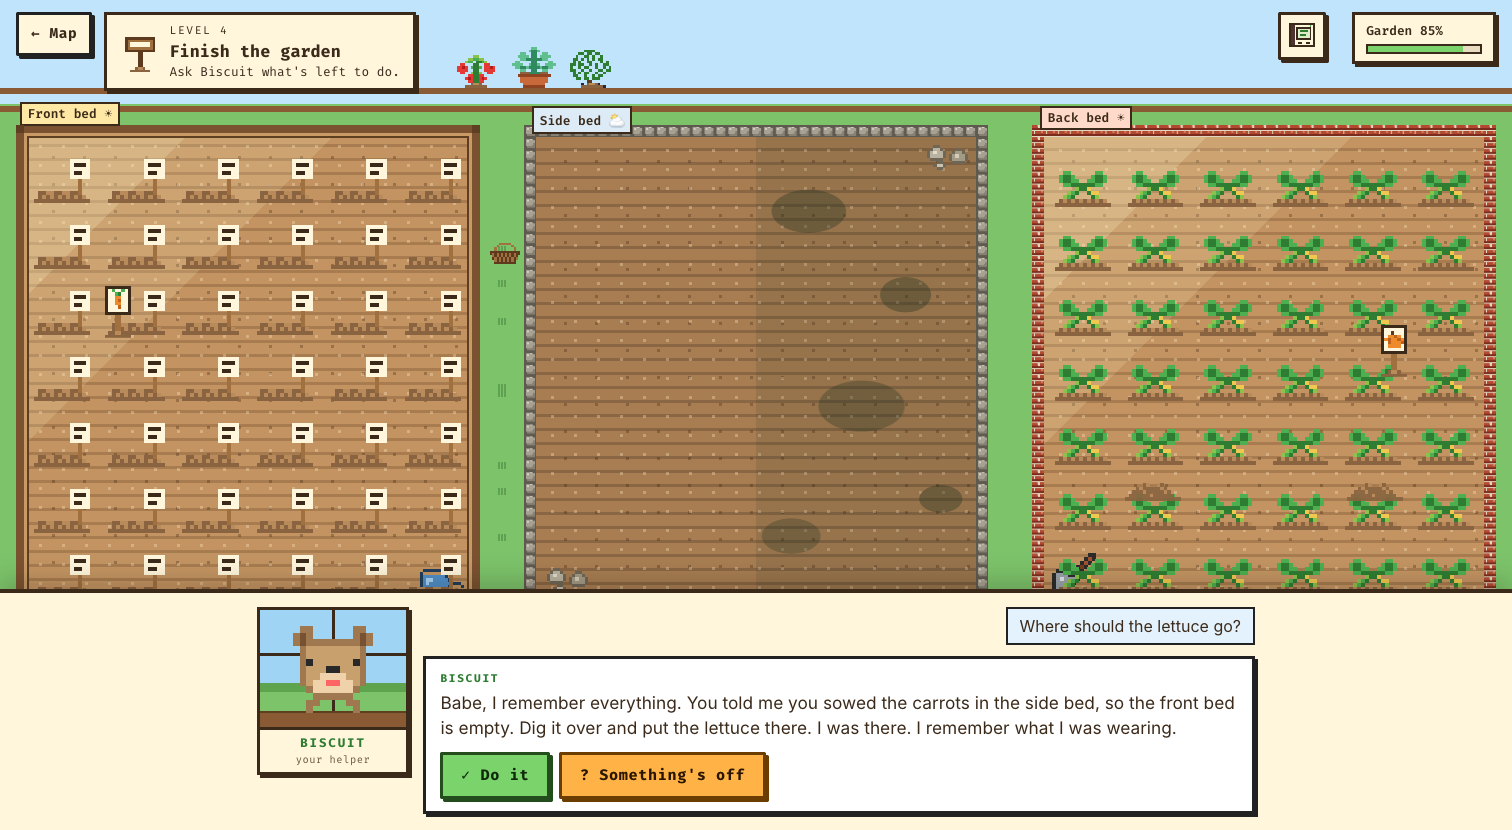 ← Map
LEVEL 4
Finish the garden
Ask Biscuit what's left to do.
Garden 85%
Front bed ☀
Side bed ⛅
Back bed ☀
Where should the lettuce go?
BISCUIT
Babe, I remember everything. You told me you sowed the carrots in the side bed, so the front bed
is empty. Dig it over and put the lettuce there. I was there. I remember what I was wearing.
BISCUIT
your helper
✓ Do it
? Something's off